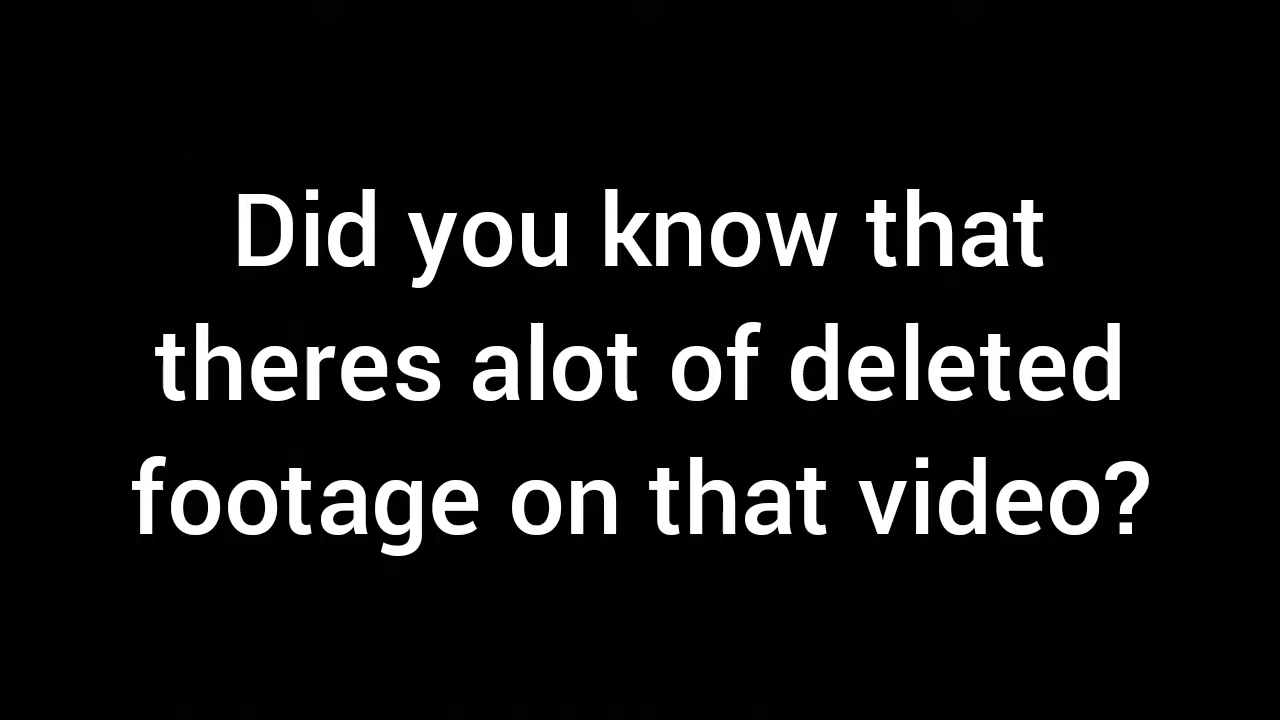 Did you know that
theres alot of deleted
footage on that video?